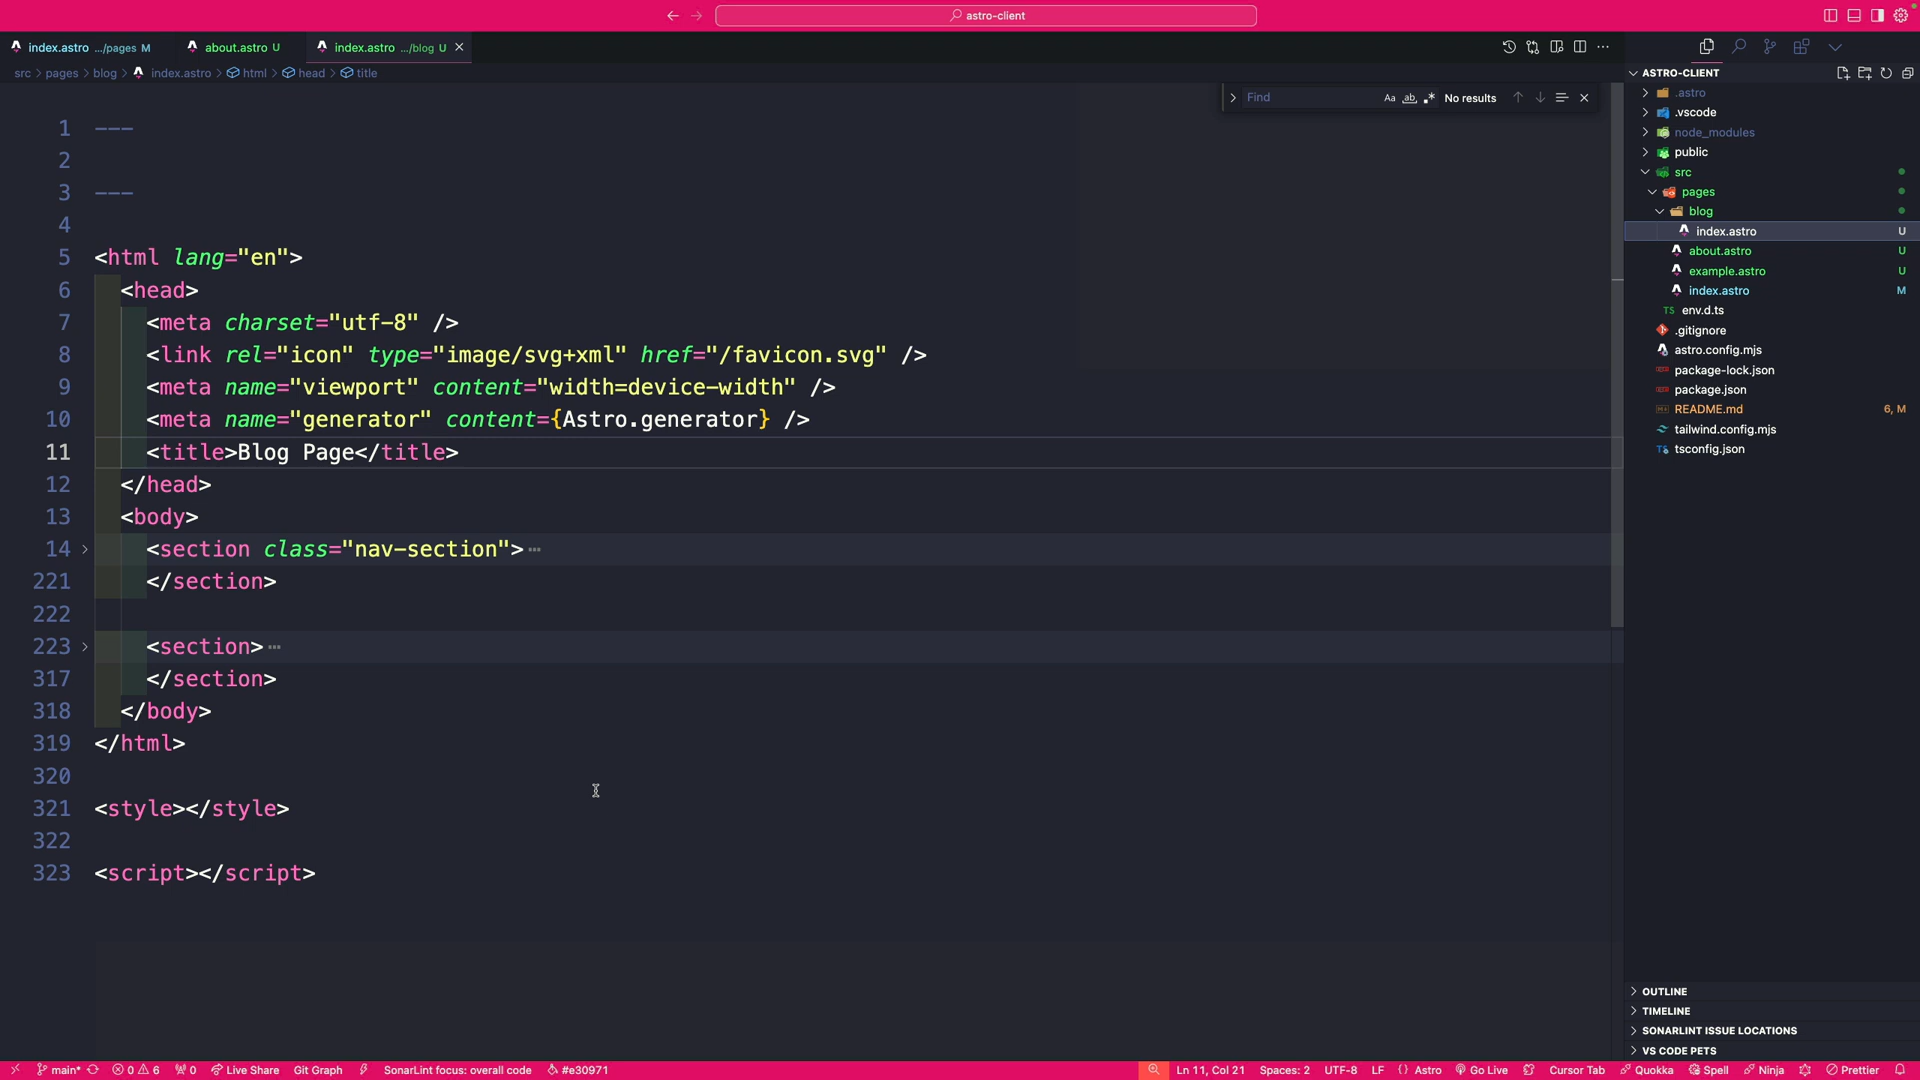 astro-client
index.astro .../pages M
about.astro U
index.astro .../blog U
src > pages > blog > index.astro > html > head > title
Find
Aa
ab
No results
1 ---
2
3 ---
4
5 <html lang="en">
6 <head>
7 <meta charset="utf-8" />
8 <link rel="icon" type="image/svg+xml" href="/favicon.svg" />
9 <meta name="viewport" content="width=device-width" />
10 <meta name="generator" content={Astro.generator} />
11 <title>Blog Page</title>
12 </head>
13 <body>
14 <section class="nav-section">
221 </section>
222
223 <section>
317 </section>
318 </body>
319 </html>
320
321 <style></style>
322
323 <script></script>
ASTRO-CLIENT
.astro
.vscode
node_modules
public
src
pages
blog
index.astro U
about.astro U
example.astro U
index.astro M
TS env.d.ts
.gitignore
astro.config.mjs
package-lock.json
package.json
README.md 6, M
tailwind.config.mjs
tsconfig.json
OUTLINE
TIMELINE
SONARLINT ISSUE LOCATIONS
VS CODE PETS
main* 0 6 0 Live Share Git Graph SonarLint focus: overall code #e30971 Ln 11, Col 21 Spaces: 2 UTF-8 LF {} Astro Go Live Cursor Tab Quokka Spell Ninja Prettier